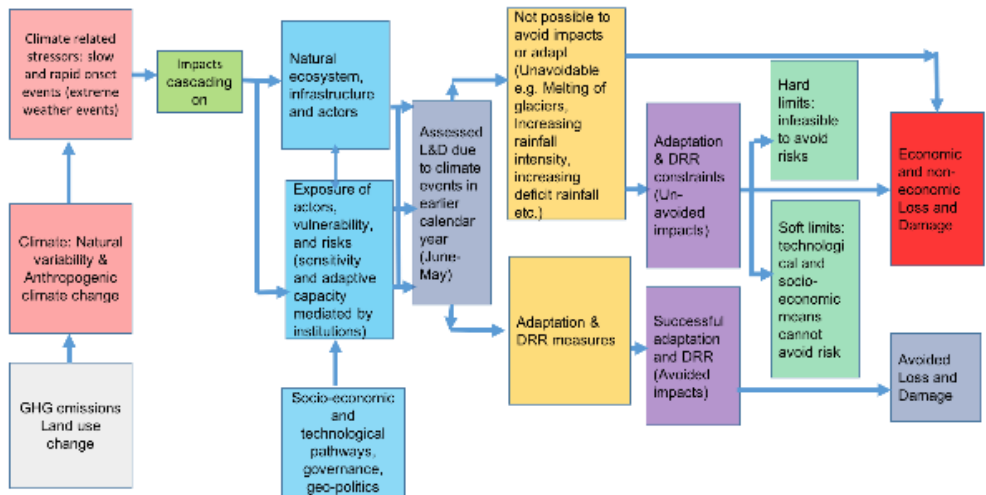 Climate related
stressors: slow
and rapid onset
events (extreme
weather events)
Climate: Natural
variability &
Anthropogenic
climate change
GHG emissions
Land use
change
Impacts
cascading
on
Natural
ecosystem,
infrastructure
and actors
Exposure of
actors,
vulnerability,
and risks
(sensitivity
and adaptive
capacity
mediated by
institutions)
Socio-economic
and
technological
pathways,
governance,
geo-politics
Assessed
L&D due
to climate
events in
earlier
calendar
year
(June-
May)
Not possible to
avoid impacts
or adapt
(Unavoidable
e.g. Melting of
glaciers,
Increasing
rainfall
intensity,
increasing
deficit rainfall
etc.)
Adaptation &
DRR measures
Adaptation
& DRR
constraints
(Un-
avoided
impacts)
Successful
adaptation
and DRR
(Avoided
impacts)
Hard
limits:
infeasible
to avoid
risks
Soft limits:
technologi
cal and
socio-
economic
means
cannot
avoid risk
Economic
and non-
economic
Loss and
Damage
Avoided
Loss and
Damage